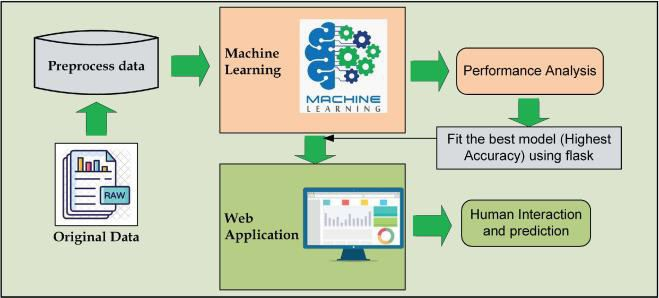 Preprocess data
Machine
Learning
MACHINE
LEARNING
Performance Analysis
Fit the best model (Highest
Accuracy) using flask
RAW
Original Data
Web
Application
Human Interaction
and prediction